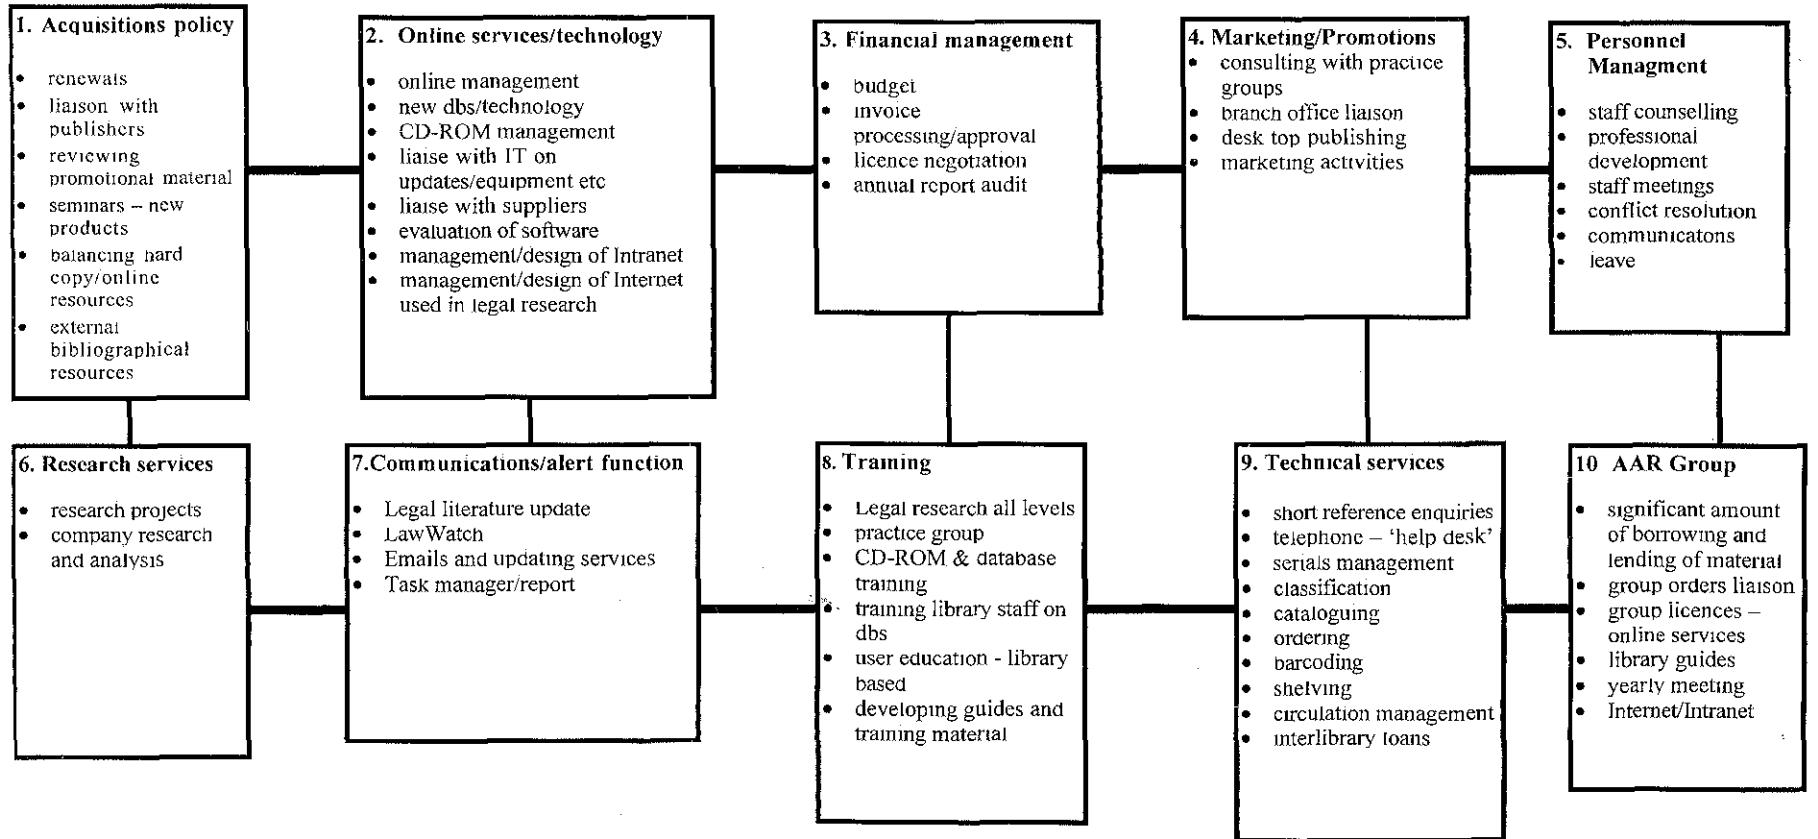 1. Acquisitions policy
• renewals
• liaison with
publishers
• reviewing
promotional material
• seminars – new
products
• balancing hard
copy/online
resources
• external
bibliographical
resources
2. Online services/technology
• online management
• new dbs/technology
• CD-ROM management
• liaise with IT on
updates/equipment etc
• liaise with suppliers
• evaluation of software
• management/design of Intranet
• management/design of Internet
used in legal research
3. Financial management
• budget
• invoice
processing/approval
• licence negotiation
• annual report audit
4. Marketing/Promotions
• consulting with practice
groups
• branch office liaison
• desk top publishing
• marketing activities
5. Personnel
Managment
• staff counselling
• professional
development
• staff meetings
• conflict resolution
• communicatons
• leave
6. Research services
• research projects
• company research
and analysis
7.Communications/alert function
• Legal literature update
• LawWatch
• Emails and updating services
• Task manager/report
8. Training
• Legal research all levels
• practice group
• CD-ROM & database
training
• training library staff on
dbs
• user education - library
based
• developing guides and
training material
9. Technical services
• short reference enquiries
• telephone – ‘help desk’
• serials management
• classification
• cataloguing
• ordering
• barcoding
• shelving
• circulation management
• interlibrary loans
10 AAR Group
• significant amount
of borrowing and
lending of material
• group orders liaison
• group licences –
online services
• library guides
• yearly meeting
• Internet/Intranet